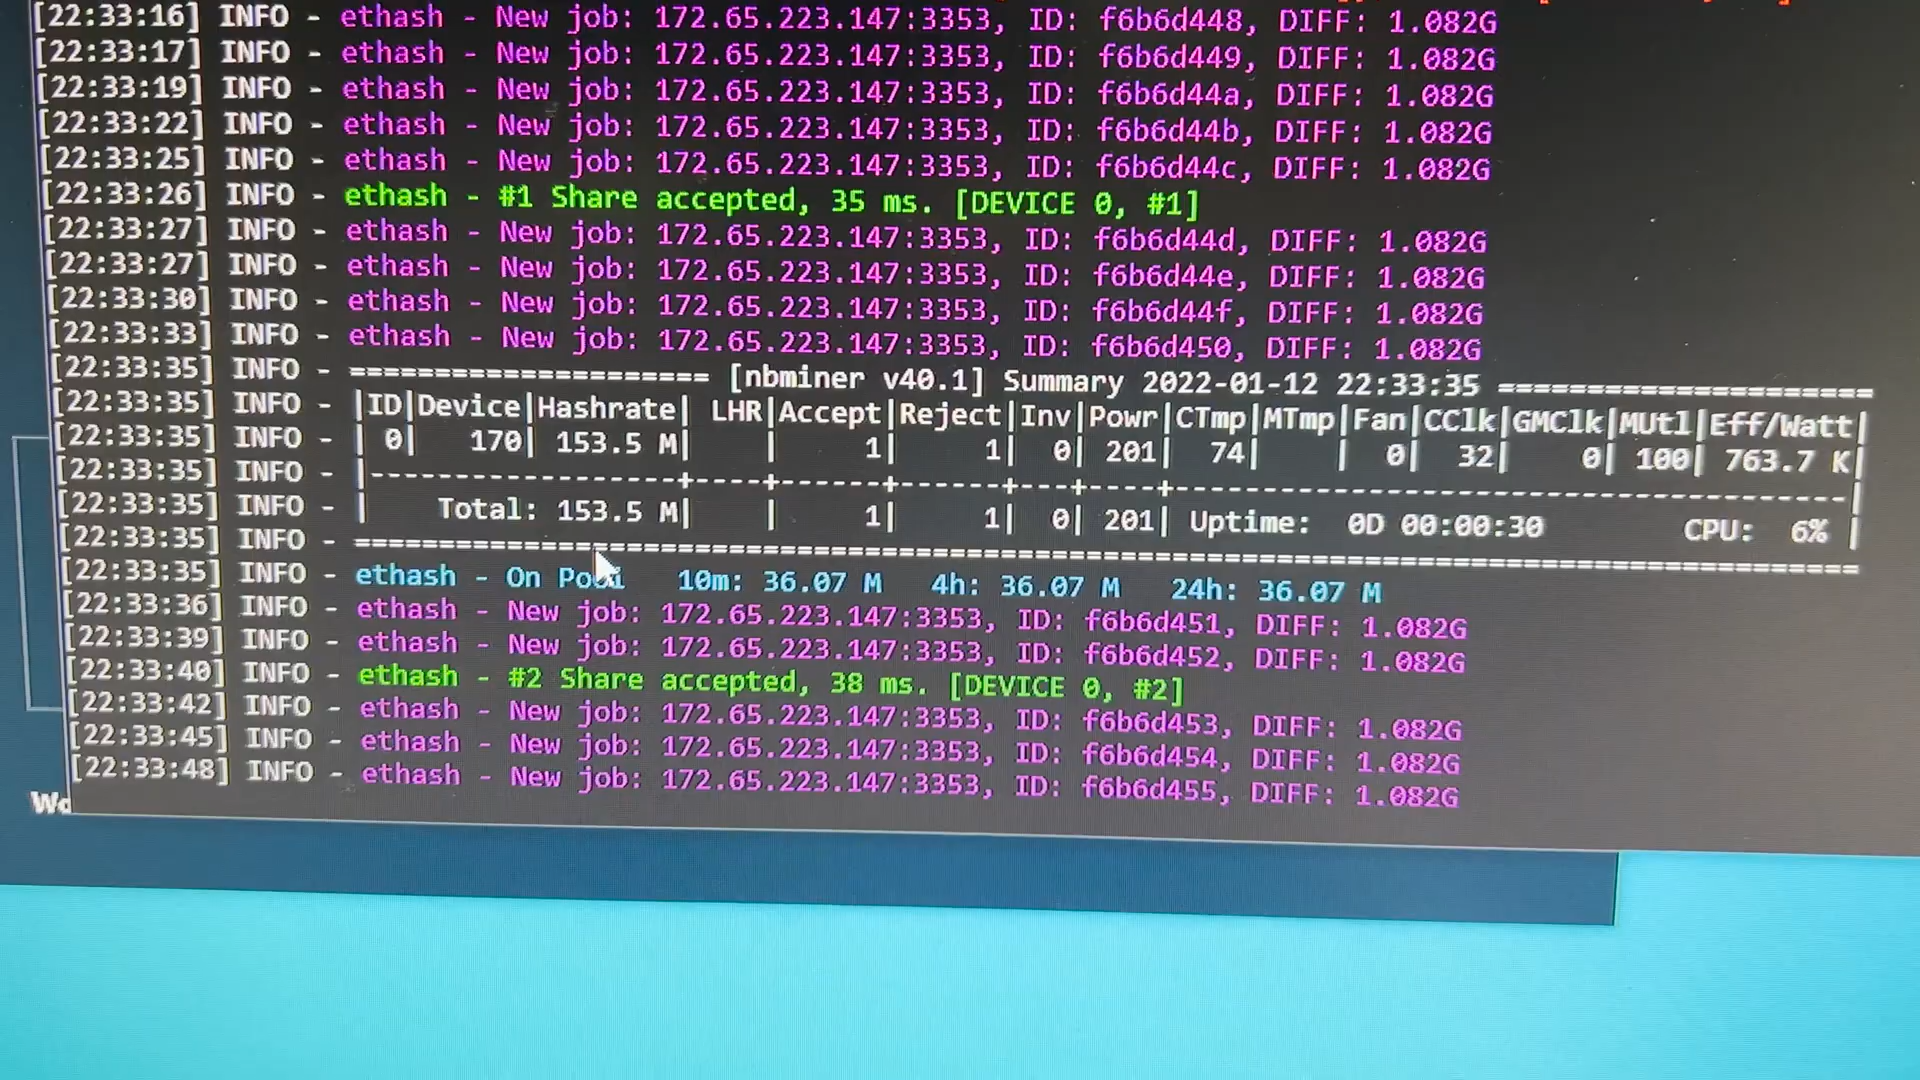 [22:33:16] INFO - ethash - New job: 172.65.223.147:3353, ID: f6b6d448, DIFF: 1.082G
[22:33:17] INFO - ethash - New job: 172.65.223.147:3353, ID: f6b6d449, DIFF: 1.082G
[22:33:19] INFO - ethash - New job: 172.65.223.147:3353, ID: f6b6d44a, DIFF: 1.082G
[22:33:22] INFO - ethash - New job: 172.65.223.147:3353, ID: f6b6d44b, DIFF: 1.082G
[22:33:25] INFO - ethash - New job: 172.65.223.147:3353, ID: f6b6d44c, DIFF: 1.082G
[22:33:26] INFO - ethash - #1 Share accepted, 35 ms. [DEVICE 0, #1]
[22:33:27] INFO - ethash - New job: 172.65.223.147:3353, ID: f6b6d44d, DIFF: 1.082G
[22:33:27] INFO - ethash - New job: 172.65.223.147:3353, ID: f6b6d44e, DIFF: 1.082G
[22:33:30] INFO - ethash - New job: 172.65.223.147:3353, ID: f6b6d44f, DIFF: 1.082G
[22:33:33] INFO - ethash - New job: 172.65.223.147:3353, ID: f6b6d450, DIFF: 1.082G
[22:33:35] INFO - ===================== [nbminer v40.1] Summary 2022-01-12 22:33:35 ======================
[22:33:35] INFO - |ID|Device|Hashrate| LHR|Accept|Reject|Inv|Powr|CTmp|MTmp|Fan|CClk|GMClk|MUtl|Eff/Watt|
[22:33:35] INFO - | 0| 170| 153.5 M| | 1| 1| 0| 201| 74| | 0| 32| 0| 100| 763.7 K|
[22:33:35] INFO - |------------------+----+------+------+---+----+----------------------------------------|
[22:33:35] INFO - | Total: 153.5 M| | 1| 1| 0| 201| Uptime: 0D 00:00:30 CPU: 6% |
[22:33:35] INFO - ========================================================================================
[22:33:35] INFO - ethash - On 10m: 36.07 M 4h: 36.07 M 24h: 36.07 M
[22:33:36] INFO - ethash - New job: 172.65.223.147:3353, ID: f6b6d451, DIFF: 1.082G
[22:33:39] INFO - ethash - New job: 172.65.223.147:3353, ID: f6b6d452, DIFF: 1.082G
[22:33:40] INFO - ethash - #2 Share accepted, 38 ms. [DEVICE 0, #2]
[22:33:42] INFO - ethash - New job: 172.65.223.147:3353, ID: f6b6d453, DIFF: 1.082G
[22:33:45] INFO - ethash - New job: 172.65.223.147:3353, ID: f6b6d454, DIFF: 1.082G
[22:33:48] INFO - ethash - New job: 172.65.223.147:3353, ID: f6b6d455, DIFF: 1.082G